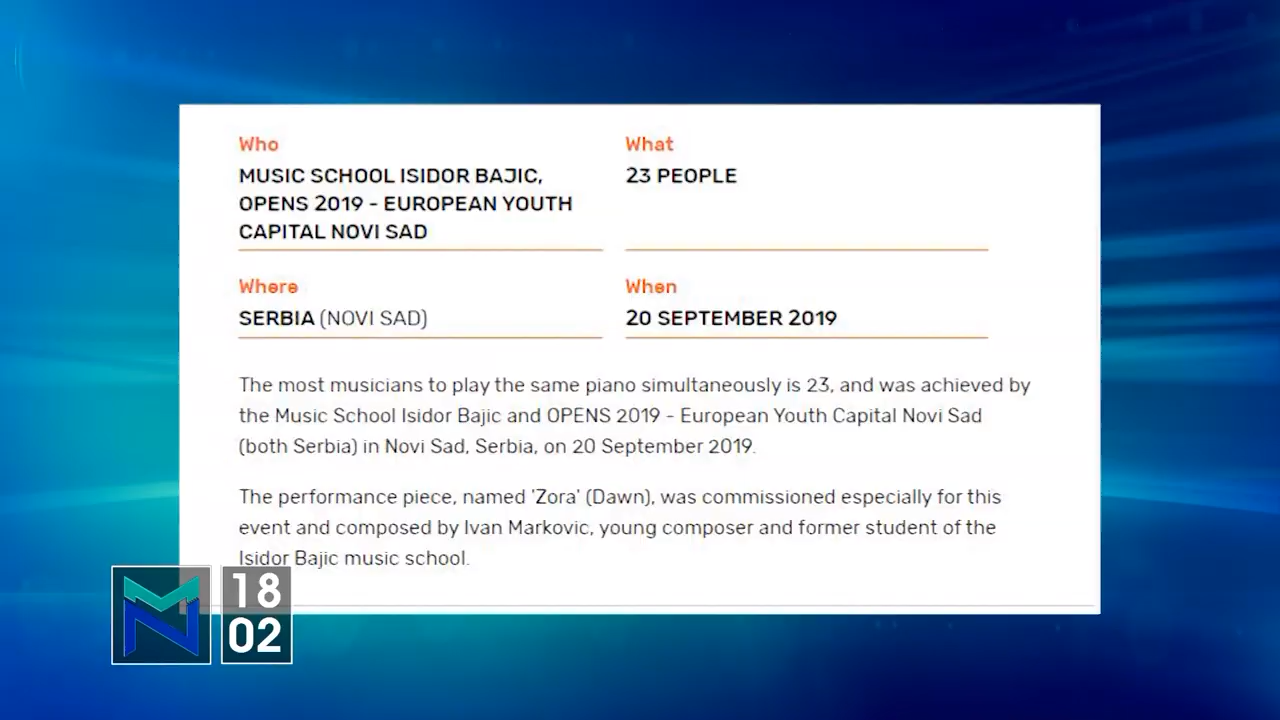 Who
MUSIC SCHOOL ISIDOR BAJIC,
OPENS 2019 - EUROPEAN YOUTH
CAPITAL NOVI SAD
What
23 PEOPLE
Where
SERBIA (NOVI SAD)
When
20 SEPTEMBER 2019
The most musicians to play the same piano simultaneously is 23, and was achieved by
the Music School Isidor Bajic and OPENS 2019 - European Youth Capital Novi Sad
(both Serbia) in Novi Sad, Serbia, on 20 September 2019.
The performance piece, named 'Zora' (Dawn), was commissioned especially for this
event and composed by Ivan Markovic, young composer and former student of the
Isidor Bajic music school.
18
02